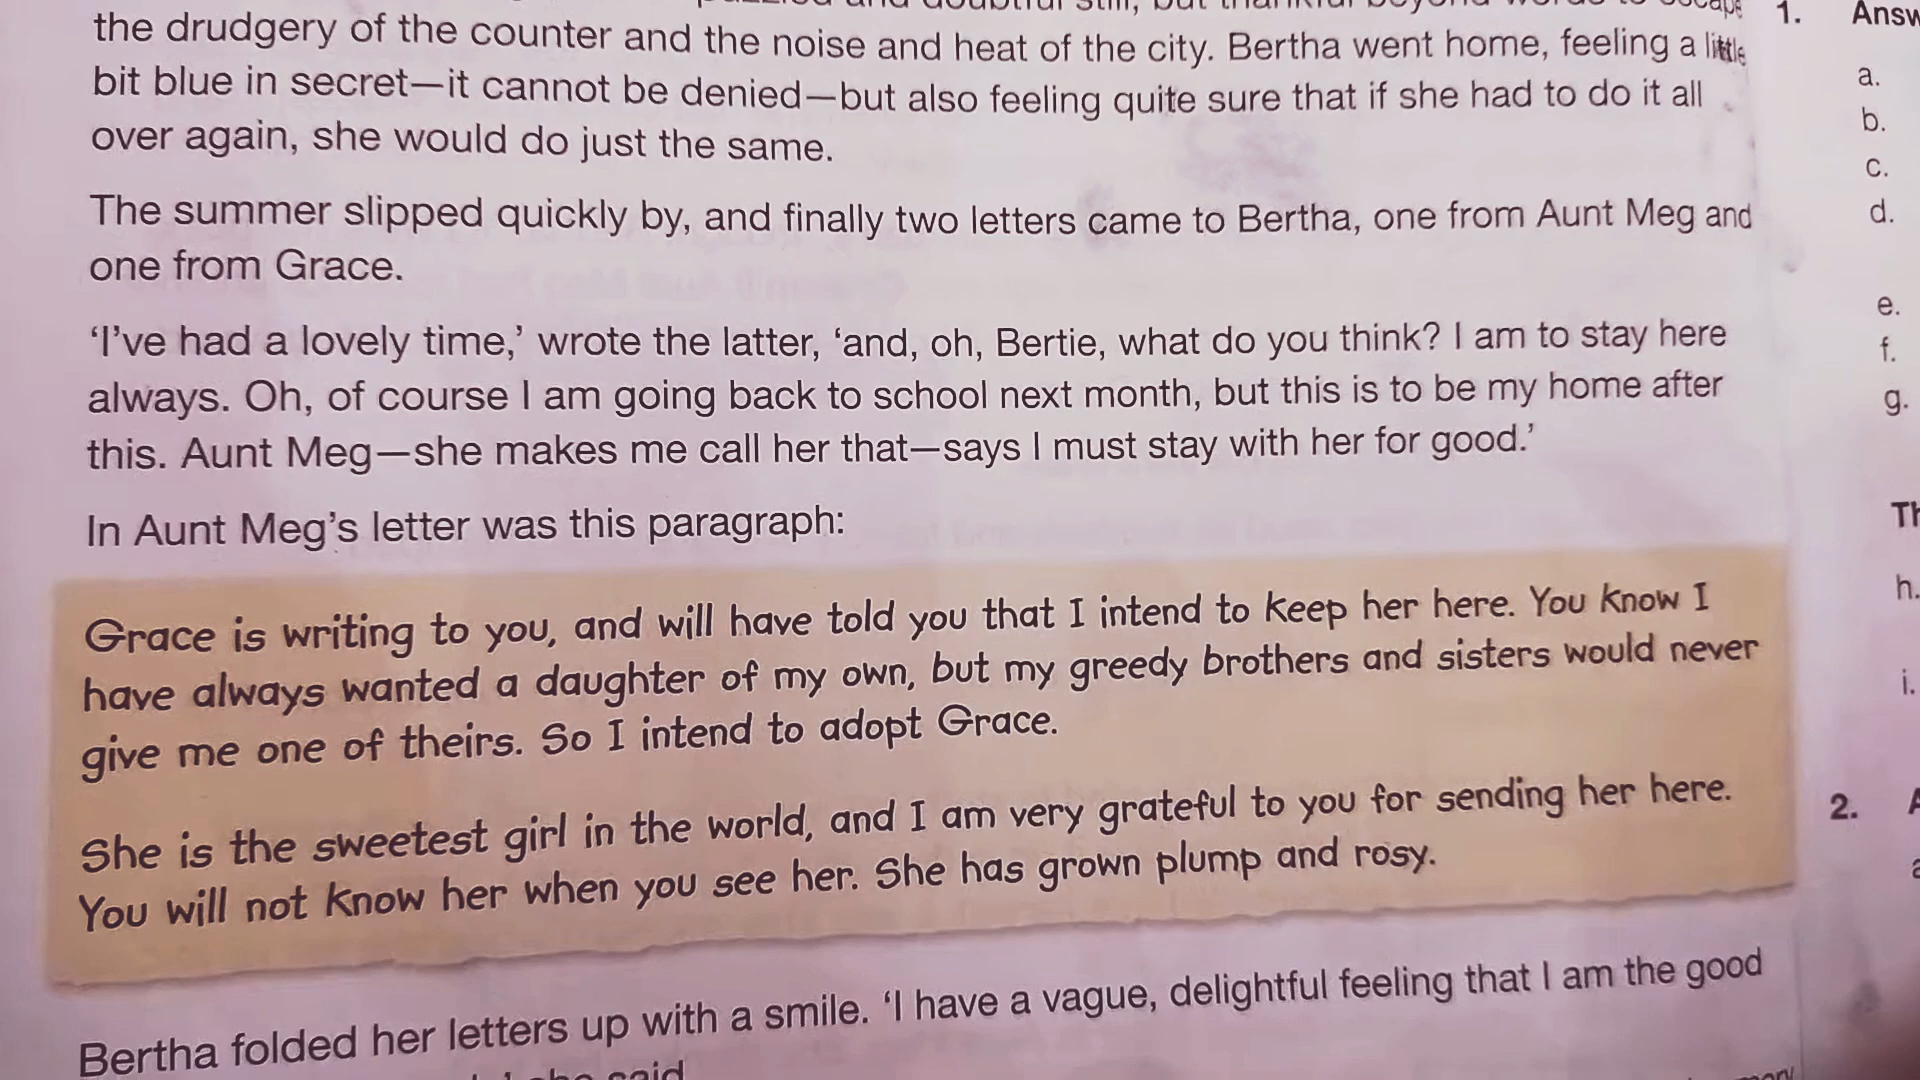 the drudgery of the counter and the noise and heat of the city. Bertha went home, feeling a little
bit blue in secret—it cannot be denied—but also feeling quite sure that if she had to do it all
over again, she would do just the same.
The summer slipped quickly by, and finally two letters came to Bertha, one from Aunt Meg and
one from Grace.
‘I’ve had a lovely time,’ wrote the latter, ‘and, oh, Bertie, what do you think? I am to stay here
always. Oh, of course I am going back to school next month, but this is to be my home after
this. Aunt Meg—she makes me call her that—says I must stay with her for good.’
In Aunt Meg’s letter was this paragraph:
Grace is writing to you, and will have told you that I intend to keep her here. You know I
have always wanted a daughter of my own, but my greedy brothers and sisters would never
give me one of theirs. So I intend to adopt Grace.
She is the sweetest girl in the world, and I am very grateful to you for sending her here.
You will not know her when you see her. She has grown plump and rosy.
Bertha folded her letters up with a smile. ‘I have a vague, delightful feeling that I am the good
she said
1.
a.
b.
c.
d.
e.
f.
g.
h.
i.
2.